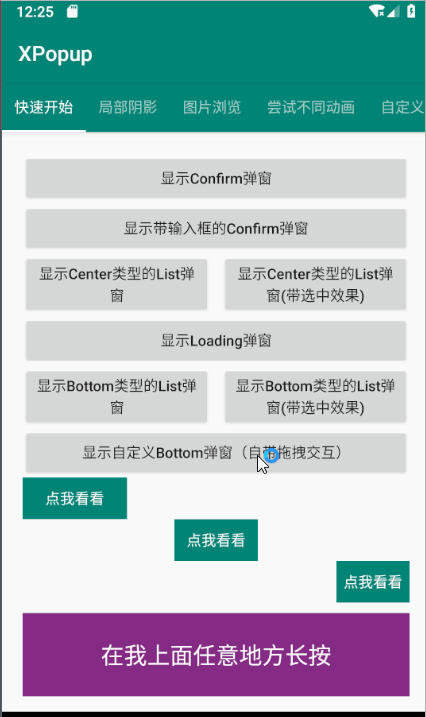 12:25
XPopup
快速开始 局部阴影 图片浏览 尝试不同动画 自定义
显示Confirm弹窗
显示带输入框的Confirm弹窗
显示Center类型的List弹
窗
显示Center类型的List弹
窗(带选中效果)
显示Loading弹窗
显示Bottom类型的List弹
窗
显示Bottom类型的List弹
窗(带选中效果)
显示自定义Bottom弹窗（自带拖拽交互）
点我看看
点我看看
点我看看
在我上面任意地方长按